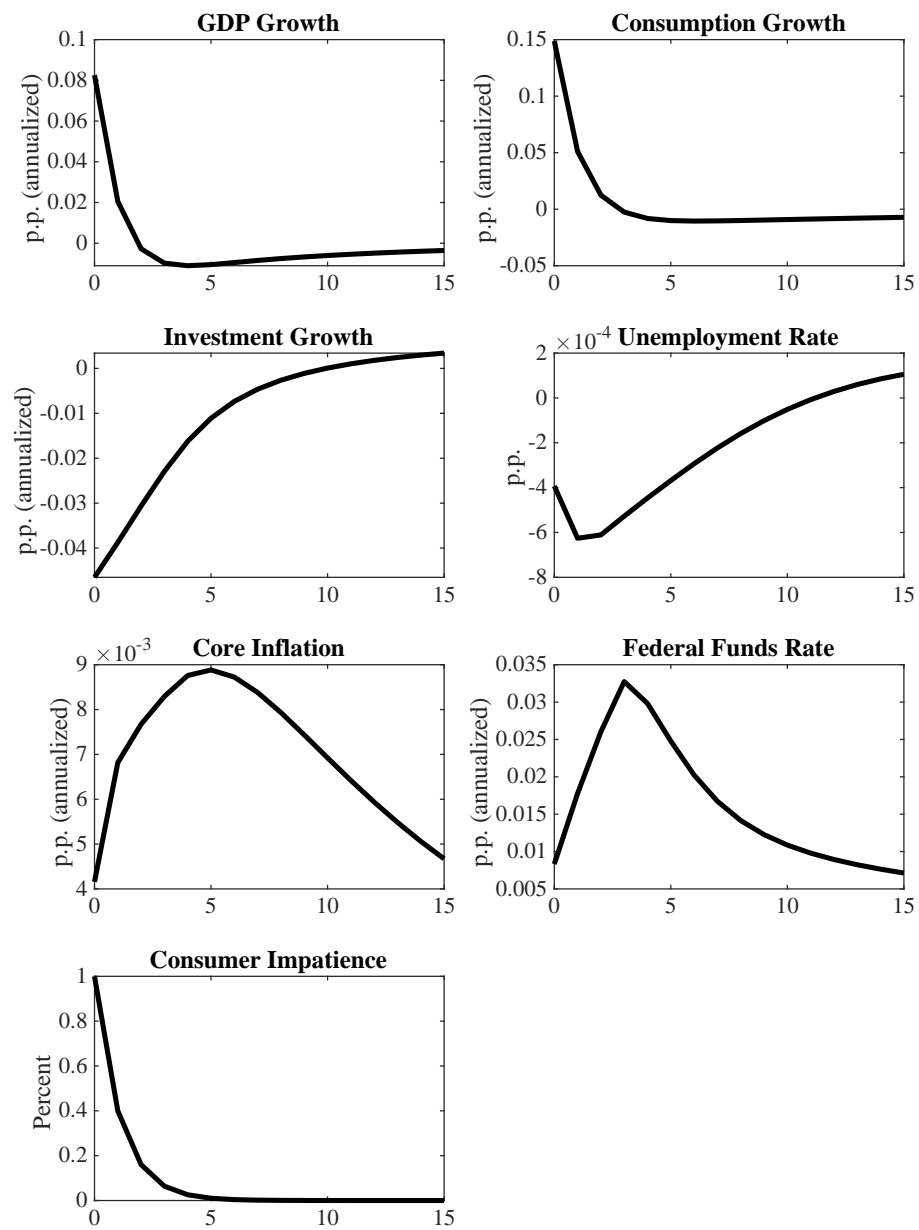 GDP Growth
p.p. (annualized)
0.1
0.08
0.06
0.04
0.02
0
0 5 10 15
Consumption Growth
p.p. (annualized)
0.15
0.1
0.05
0
-0.05
0 5 10 15
Investment Growth
p.p. (annualized)
0
-0.01
-0.02
-0.03
-0.04
0 5 10 15
×10-4 Unemployment Rate
p.p.
2
0
-2
-4
-6
-8
0 5 10 15
Core Inflation
×10-3
p.p. (annualized)
9
8
7
6
5
4
0 5 10 15
Federal Funds Rate
p.p. (annualized)
0.035
0.03
0.025
0.02
0.015
0.01
0.005
0 5 10 15
Consumer Impatience
Percent
1
0.8
0.6
0.4
0.2
0
0 5 10 15